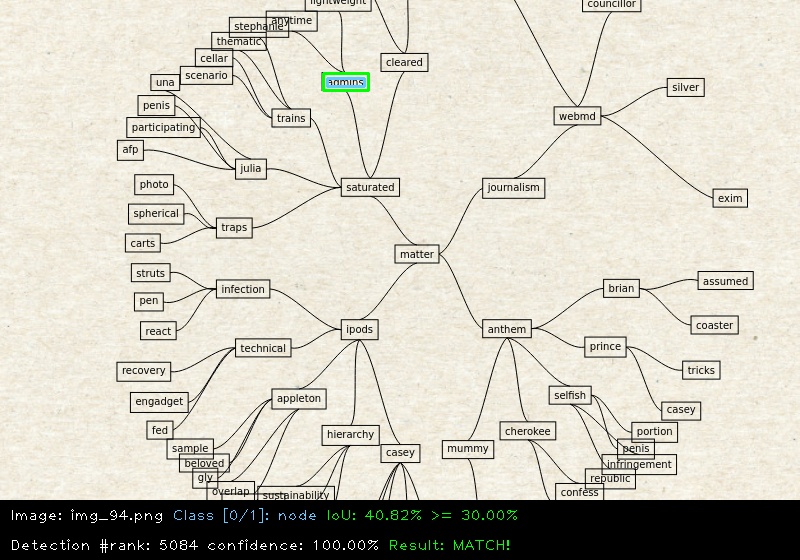 lightweight
councillor
anytime
stephanie
thematic
cellar
cleared
scenario
una
silver
penis
trains
webmd
participating
afp
julia
photo
saturated
journalism
exim
spherical
traps
carts
matter
struts
infection
brian
assumed
pen
react
ipods
anthem
coaster
technical
prince
recovery
tricks
engadget
appleton
selfish
casey
fed
hierarchy
cherokee
portion
sample
casey
mummy
penis
beloved
infringement
gly
republic
overlap
sustainability
confess
Image: img_94.png Class [0/1]: node IoU: 40.82% >= 30.00%
Detection #rank: 5084 confidence: 100.00% Result: MATCH!